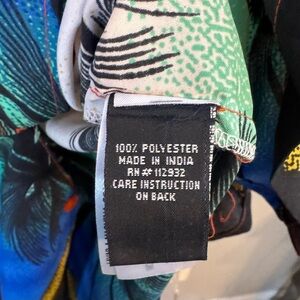 100% POLYESTER
MADE IN INDIA
RN# 112932
CARE INSTRUCTION
ON BACK